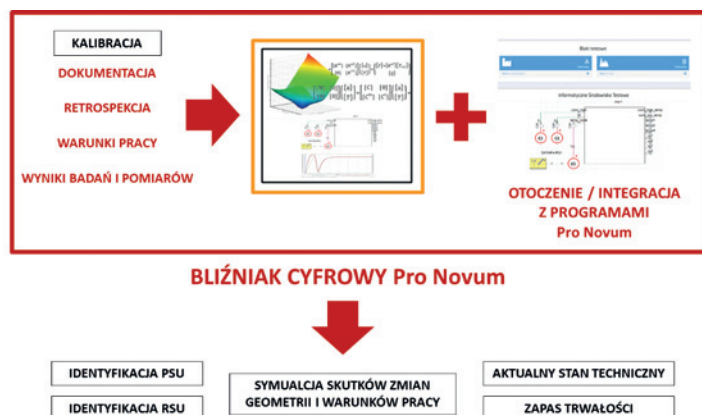 KALIBRACJA
DOKUMENTACJA
RETROSPEKCJA
WARUNKI PRACY
WYNIKI BADAŃ I POMIARÓW
OTOCZENIE / INTEGRACJA
Z PROGRAMAMI
Pro Novum
BLIŹNIAK CYFROWY Pro Novum
IDENTYFIKACJA PSU
IDENTYFIKACJA RSU
SYMUALCJA SKUTKÓW ZMIAN
GEOMETRII I WARUNKÓW PRACY
AKTUALNY STAN TECHNICZNY
ZAPAS TRWAŁOŚCI